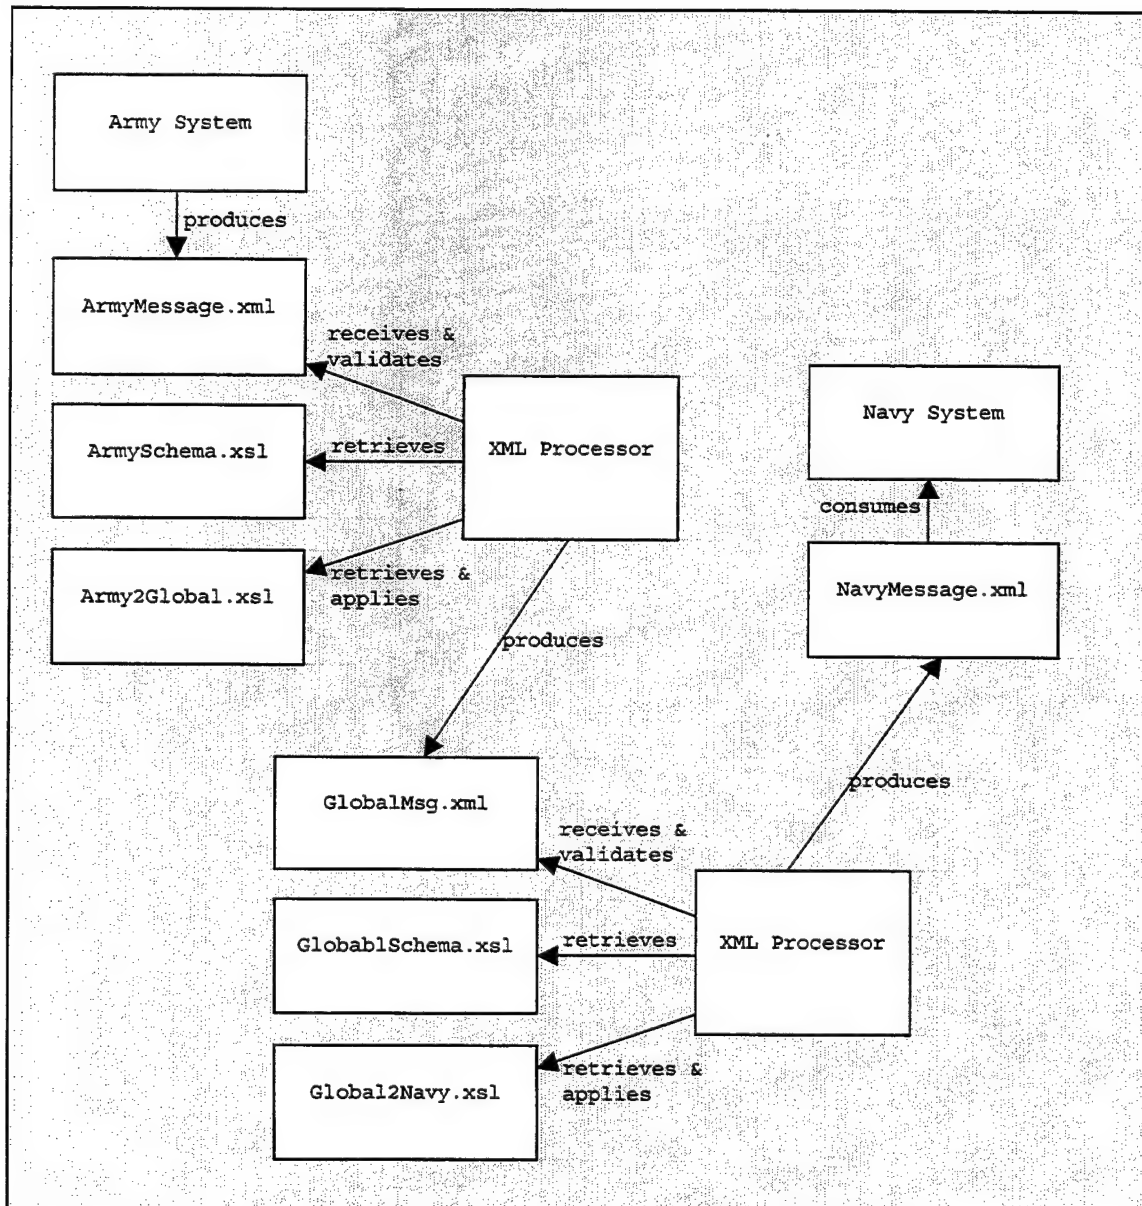 Army System
produces
ArmyMessage.xml
receives &
validates
XML Processor
ArmySchema.xsl
retrieves
Army2Global.xsl
retrieves &
applies
produces
Navy System
consumes
NavyMessage.xml
produces
GlobalMsg.xml
receives &
validates
XML Processor
GlobablSchema.xsl
retrieves
Global2Navy.xsl
retrieves &
applies